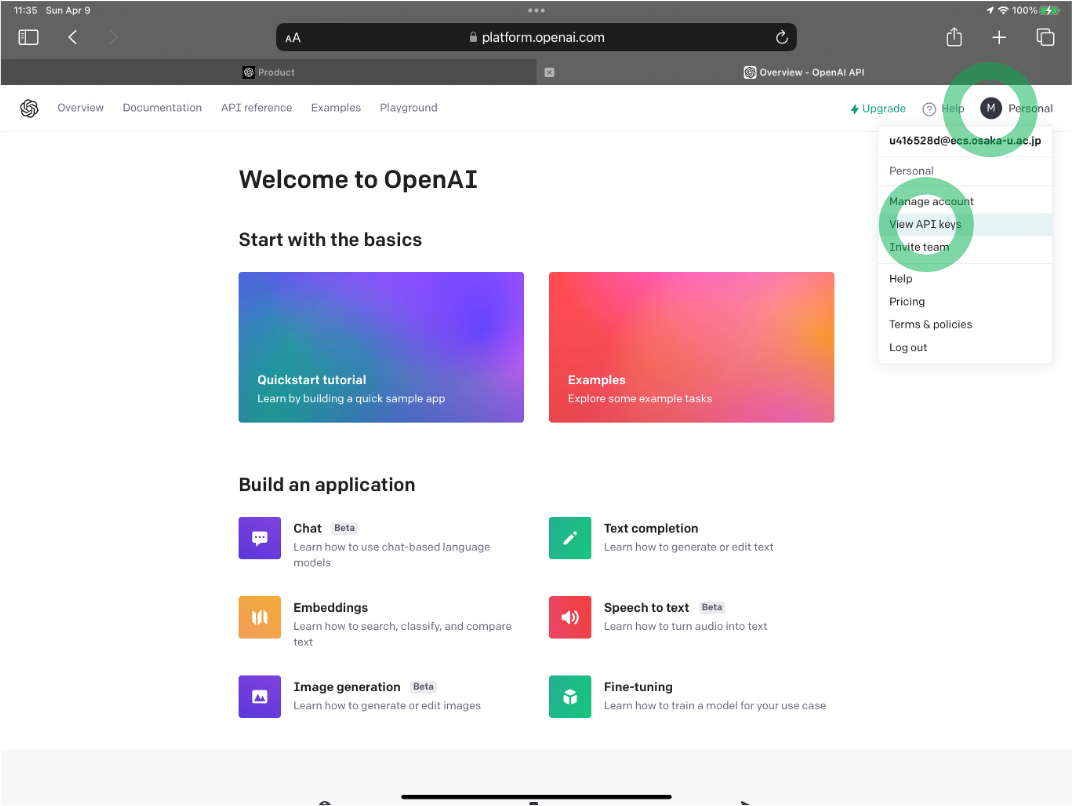 11:35 Sun Apr 9
100%
AA
platform.openai.com
Product
Overview - OpenAI API
Overview
Documentation
API reference
Examples
Playground
Upgrade
Help
M
Personal
u416528d@ecs.osaka-u.ac.jp
Personal
Manage account
View API keys
Invite team
Help
Pricing
Terms & policies
Log out
Welcome to OpenAI
Start with the basics
Quickstart tutorial
Learn by building a quick sample app
Examples
Explore some example tasks
Build an application
Chat Beta
Learn how to use chat-based language
models
Text completion
Learn how to generate or edit text
Embeddings
Learn how to search, classify, and compare
text
Speech to text Beta
Learn how to turn audio into text
Image generation Beta
Learn how to generate or edit images
Fine-tuning
Learn how to train a model for your use case